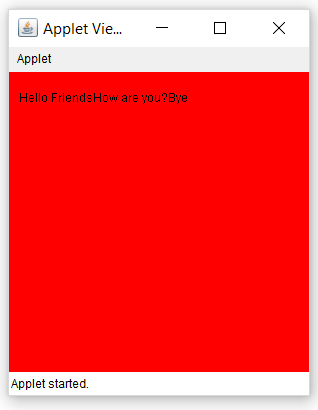 Applet Vie...
Applet
Hello FriendsHow are you?Bye
Applet started.